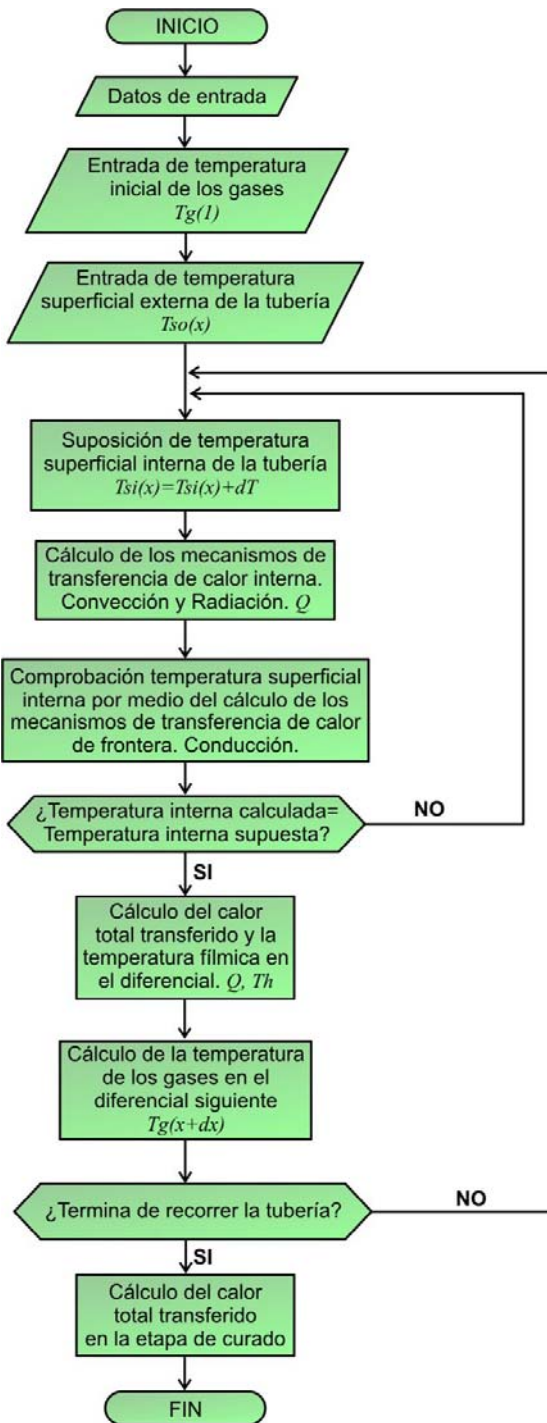 INICIO
Datos de entrada
Entrada de temperatura
inicial de los gases
Tg(1)
Entrada de temperatura
superficial externa de la tubería
Tso(x)
Suposición de temperatura
superficial interna de la tubería
Tsi(x)=Tsi(x)+dT
Cálculo de los mecanismos de
transferencia de calor interna.
Convección y Radiación. Q
Comprobación temperatura superficial
interna por medio del cálculo de los
mecanismos de transferencia de calor
de frontera. Conducción.
¿Temperatura interna calculada=
Temperatura interna supuesta?
NO
SI
Cálculo del calor
total transferido y la
temperatura fílmica en
el diferencial. Q, Th
Cálculo de la temperatura
de los gases en el
diferencial siguiente
Tg(x+dx)
¿Termina de recorrer la tubería?
NO
SI
Cálculo del calor
total transferido
en la etapa de curado
FIN